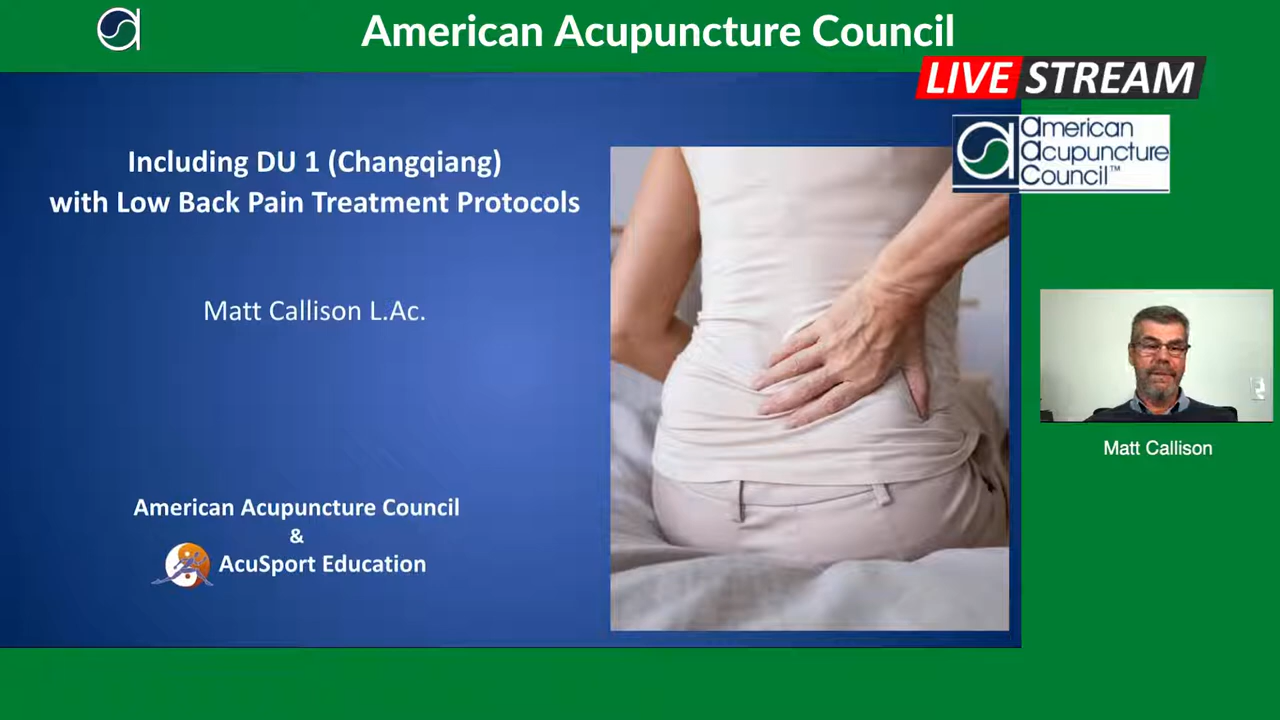 American Acupuncture Council
LIVE STREAM
american
acupuncture
council™
Including DU 1 (Changqiang)
with Low Back Pain Treatment Protocols
Matt Callison L.Ac.
American Acupuncture Council
&
AcuSport Education
Matt Callison